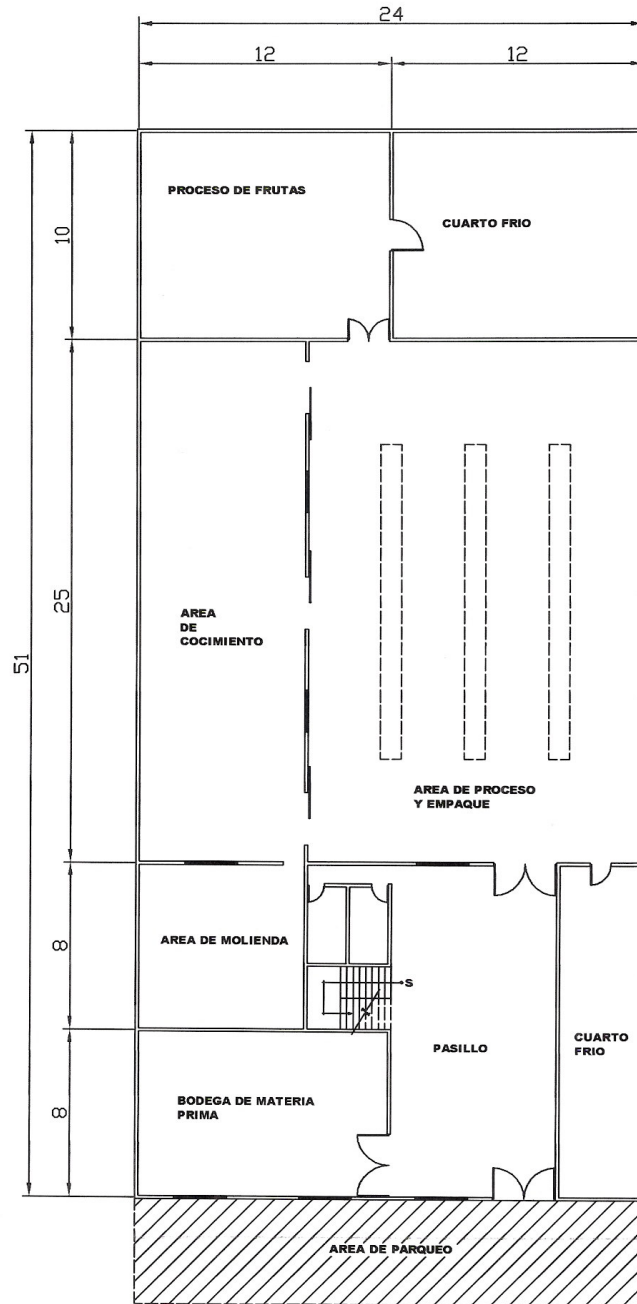 24
12
12
PROCESO DE FRUTAS
CUARTO FRIO
10
51
25
AREA
DE
COCIMIENTO
AREA DE PROCESO
Y EMPAQUE
8
AREA DE MOLIENDA
S
PASILLO
CUARTO
FRIO
8
BODEGA DE MATERIA
PRIMA
AREA DE PARQUEO